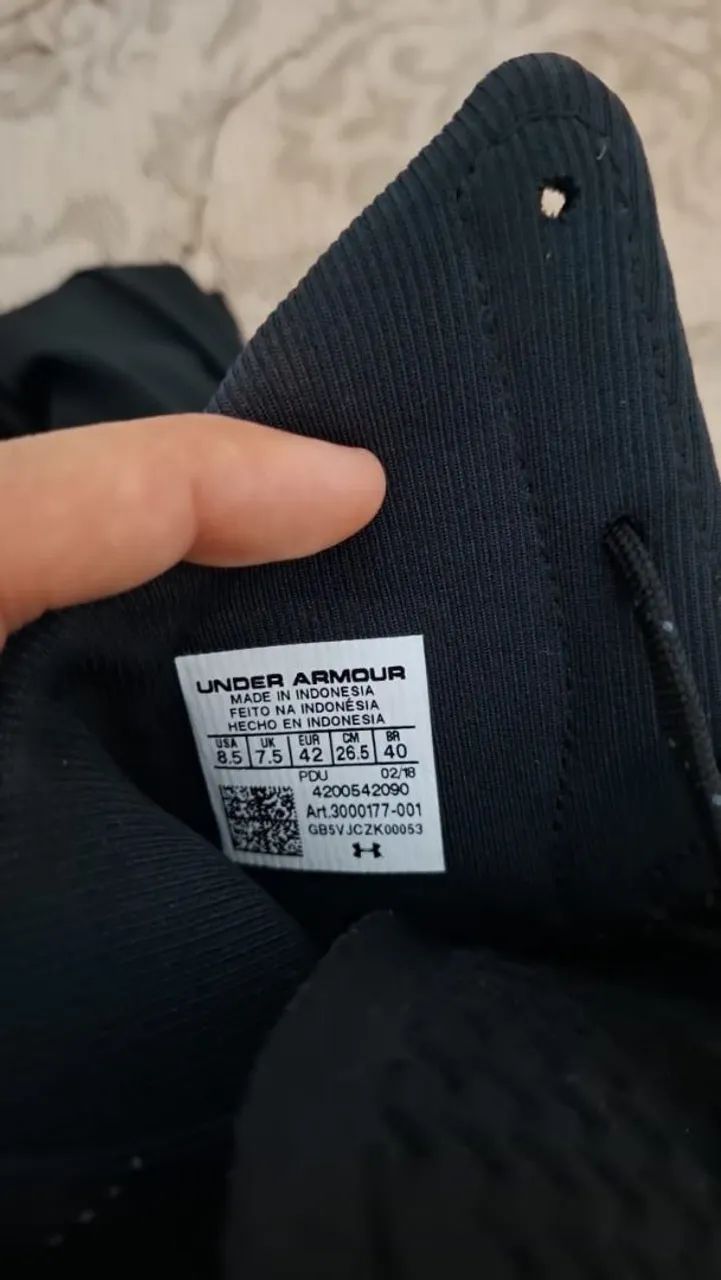 UNDER ARMOUR
MADE IN INDONESIA
FEITO NA INDONÉSIA
HECHO EN INDONESIA
USA UK EUR CM BR
8.5 7.5 42 26.5 40
PDU 02/18
4200542090
Art.3000177-001
GB5VJCZK00053